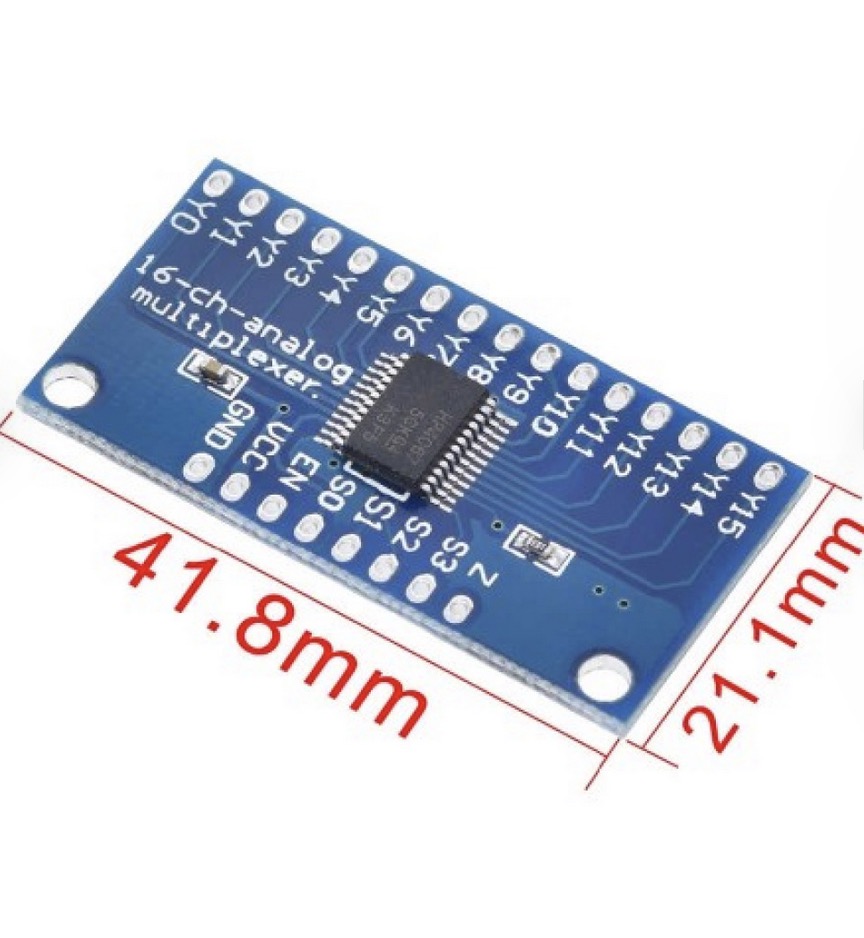 Y0
Y1
Y2
Y3
Y4
Y5
Y6
Y7
Y8
Y9
Y10
Y11
Y12
Y13
Y14
Y15
16-ch-analog
multiplexer.
GND
VCC
EN
S0
S1
S2
S3
Z
41.8mm
21.1mm